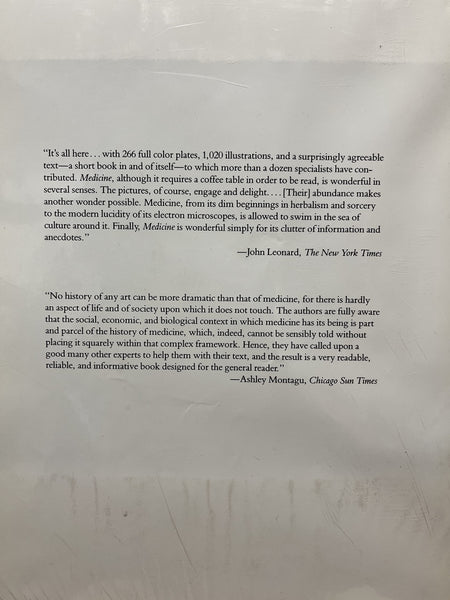 “It’s all here... with 266 full color plates, 1,020 illustrations, and a surprisingly agreeable
text—a short book in and of itself—to which more than a dozen specialists have con-
tributed. Medicine, although it requires a coffee table in order to be read, is wonderful in
several senses. The pictures, of course, engage and delight.... [Their] abundance makes
another wonder possible. Medicine, from its dim beginnings in herbalism and sorcery
to the modern lucidity of its electron microscopes, is allowed to swim in the sea of
culture around it. Finally, Medicine is wonderful simply for its clutter of information and
anecdotes.”
—John Leonard, The New York Times
“No history of any art can be more dramatic than that of medicine, for there is hardly
an aspect of life and of society upon which it does not touch. The authors are fully aware
that the social, economic, and biological context in which medicine has its being is part
and parcel of the history of medicine, which, indeed, cannot be sensibly told without
placing it squarely within that complex framework. Hence, they have called upon a
good many other experts to help them with their text, and the result is a very readable,
reliable, and informative book designed for the general reader.”
—Ashley Montagu, Chicago Sun Times